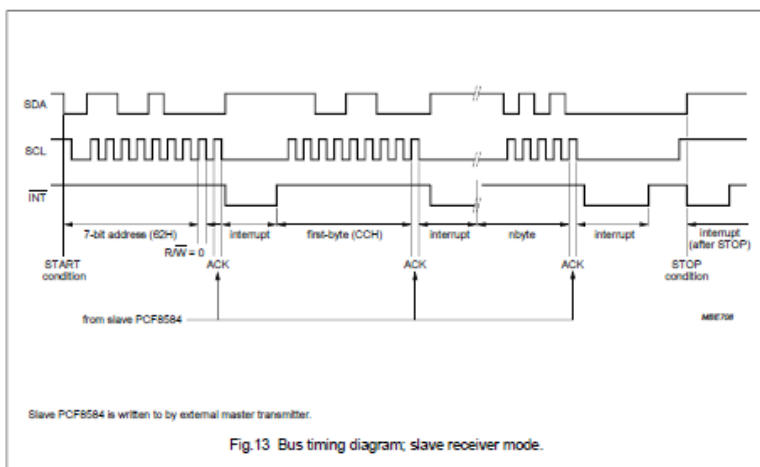 SDA
SCL
INT
7-bit address (62H)
interrupt
first-byte (CCH)
interrupt
nbyte
interrupt
interrupt
(after STOP)
R/W = 0
START
condition
ACK
ACK
ACK
STOP
condition
from slave PCF8584
MBE708
Slave PCF8584 is written to by external master transmitter.
Fig.13 Bus timing diagram; slave receiver mode.